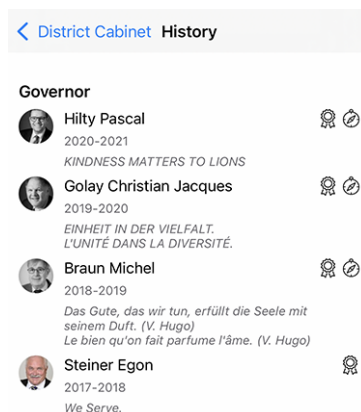 District Cabinet History
Governor
Hilty Pascal
2020-2021
KINDNESS MATTERS TO LIONS
Golay Christian Jacques
2019-2020
EINHEIT IN DER VIELFALT.
L'UNITÉ DANS LA DIVERSITÉ.
Braun Michel
2018-2019
Das Gute, das wir tun, erfüllt die Seele mit
seinem Duft. (V. Hugo)
Le bien qu'on fait parfume l'âme. (V. Hugo)
Steiner Egon
2017-2018
We Serve.